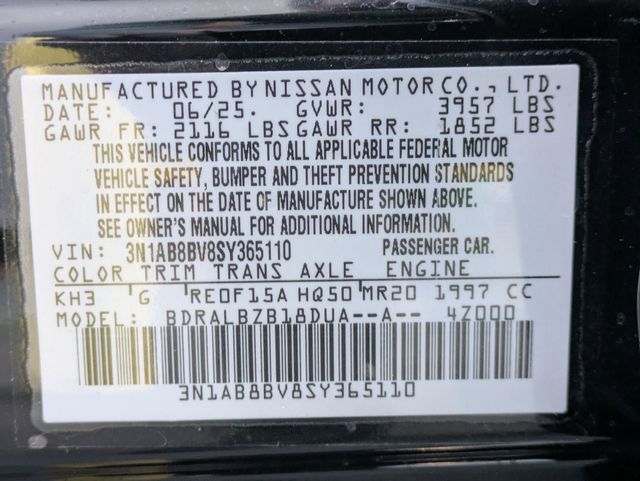 MANUFACTURED BY NISSAN MOTOR CO., LTD.
DATE: 06/25. GVWR: 3957 LBS
GAWR FR: 2116 LBS GAWR RR: 1852 LBS
THIS VEHICLE CONFORMS TO ALL APPLICABLE FEDERAL MOTOR
VEHICLE SAFETY, BUMPER AND THEFT PREVENTION STANDARDS
IN EFFECT ON THE DATE OF MANUFACTURE SHOWN ABOVE.
SEE OWNER'S MANUAL FOR ADDITIONAL INFORMATION.
VIN: 3N1AB8BV8SY365110 PASSENGER CAR.
COLOR TRIM TRANS AXLE ENGINE
KH3 G RE0F15A HQ50 MR20 1997 CC
MODEL: BDRALBZB18DUA--A-- 4Z000
3N1AB8BV8SY365110